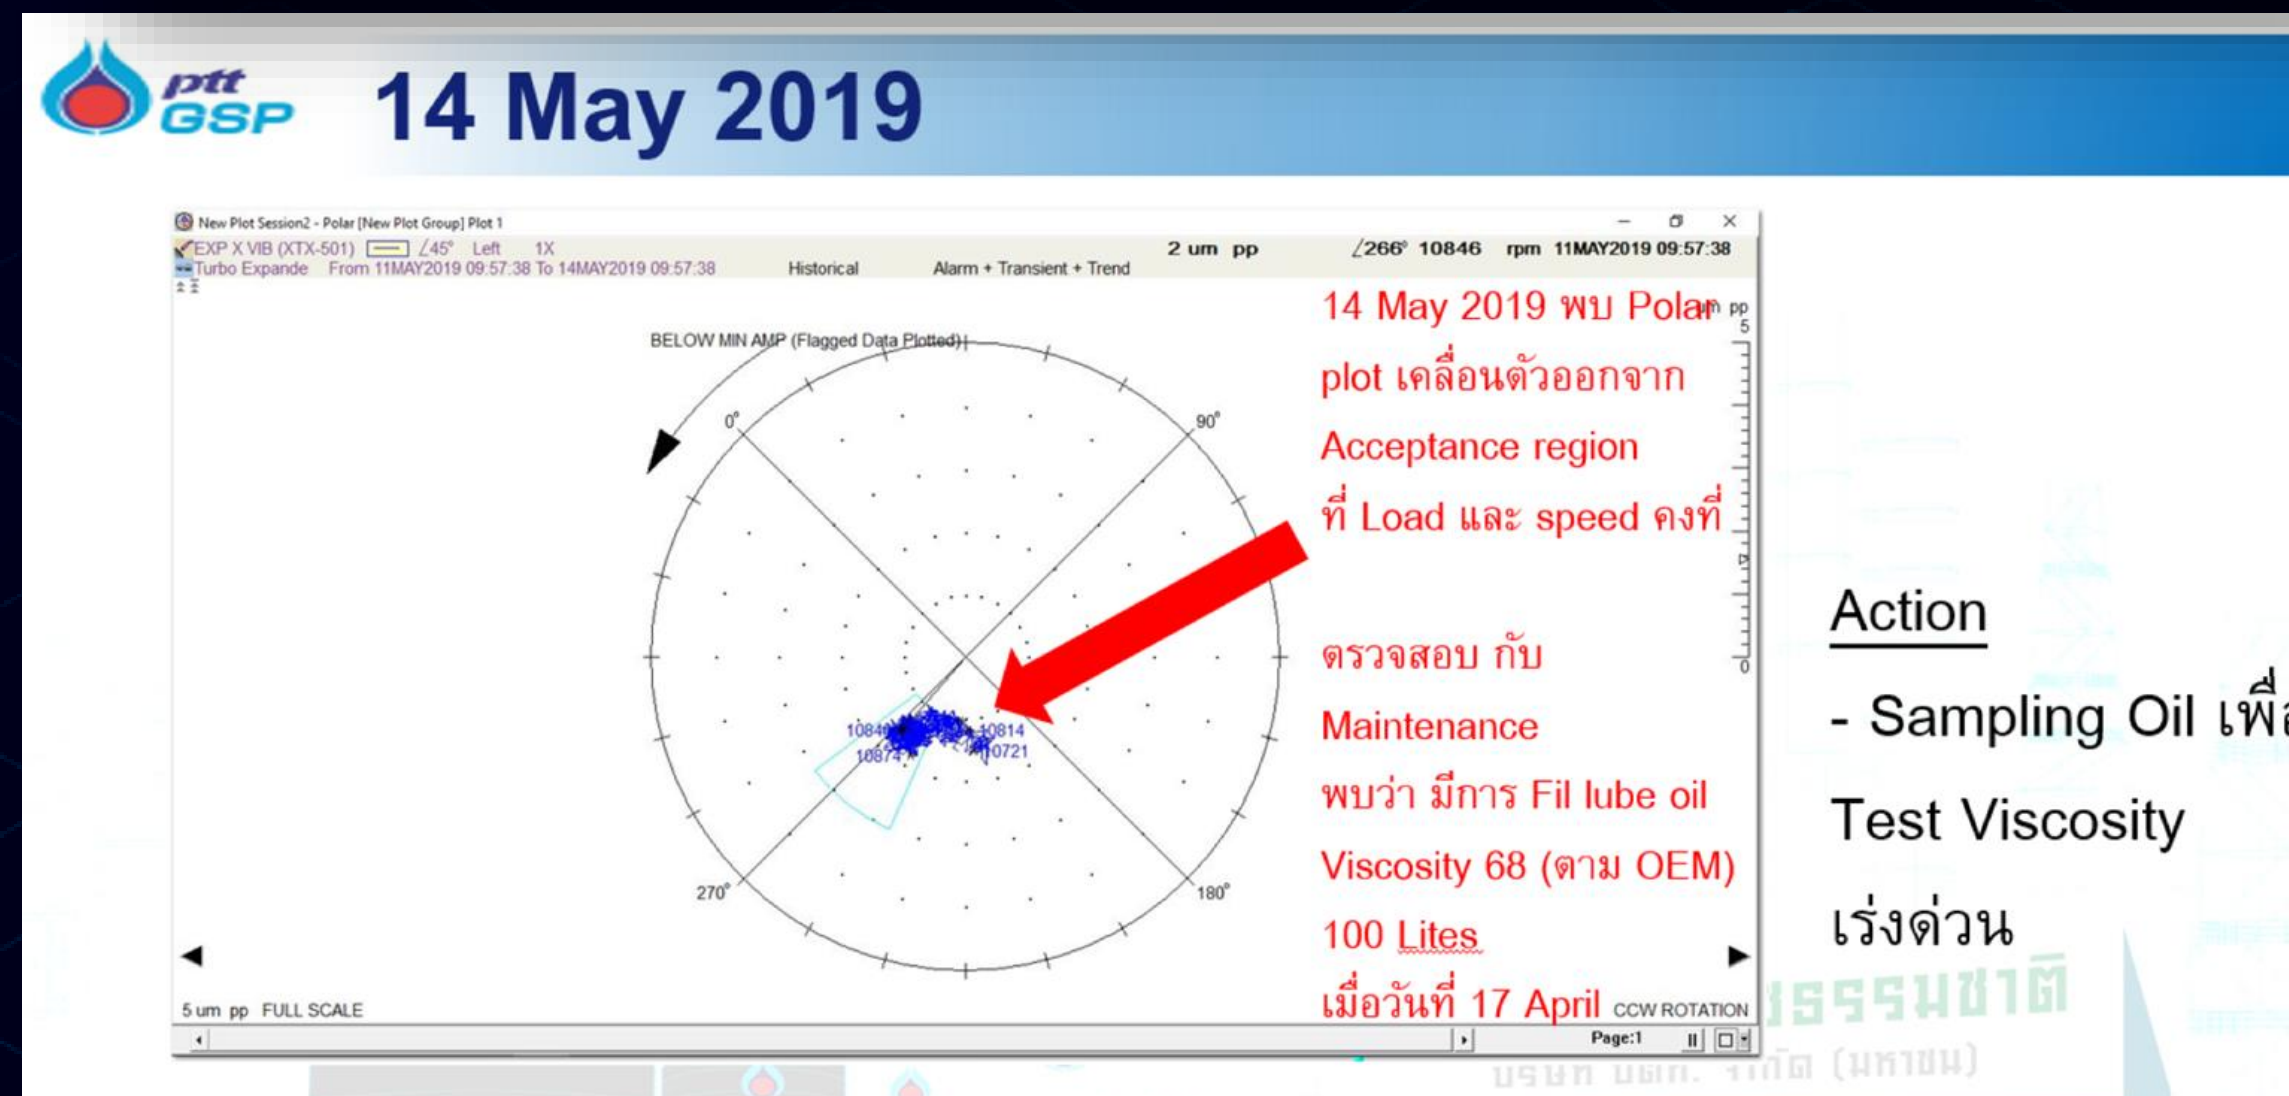 ptt
GSP
14 May 2019
New Plot Session2 - Polar [New Plot Group] Plot 1
EXP X VIB (XTX-501) ∠45° Left 1X
2 um pp ∠266° 10846 rpm 11MAY2019 09:57:38
Turbo Expande From 11MAY2019 09:57:38 To 14MAY2019 09:57:38 Historical Alarm + Transient + Trend
14 May 2019 พบ Polar
um pp
5
BELOW MIN AMP (Flagged Data Plotted)
plot เคลื่อนตัวออกจาก
0°
90°
Acceptance region
ที่ Load และ speed คงที่
Action
ตรวจสอบ กับ
0
- Sampling Oil
Maintenance
10814
10874
10721
พบว่า มีการ Fil lube oil
Test Viscosity
Viscosity 68 (ตาม OEM)
270°
180°
100 Lites
เร่งด่วน
เมื่อวันที่ 17 April
5 um pp FULL SCALE
CCW ROTATION
Page:1